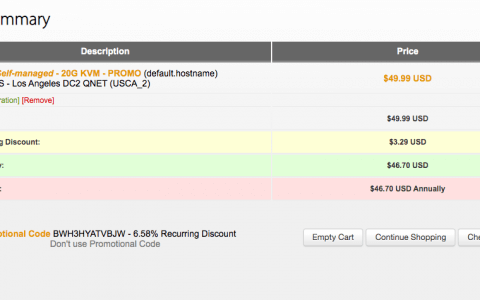 ummary
Description Price
Self-managed - 20G KVM - PROMO (default.hostname) $49.99 USD
S - Los Angeles DC2 QNET (USCA_2)
ration] [Remove]
$49.99 USD
g Discount: $3.29 USD
$46.70 USD
$46.70 USD Annually
otional Code BWH3HYATVBJW - 6.58% Recurring Discount
Don't use Promotional Code
Empty Cart Continue Shopping Che